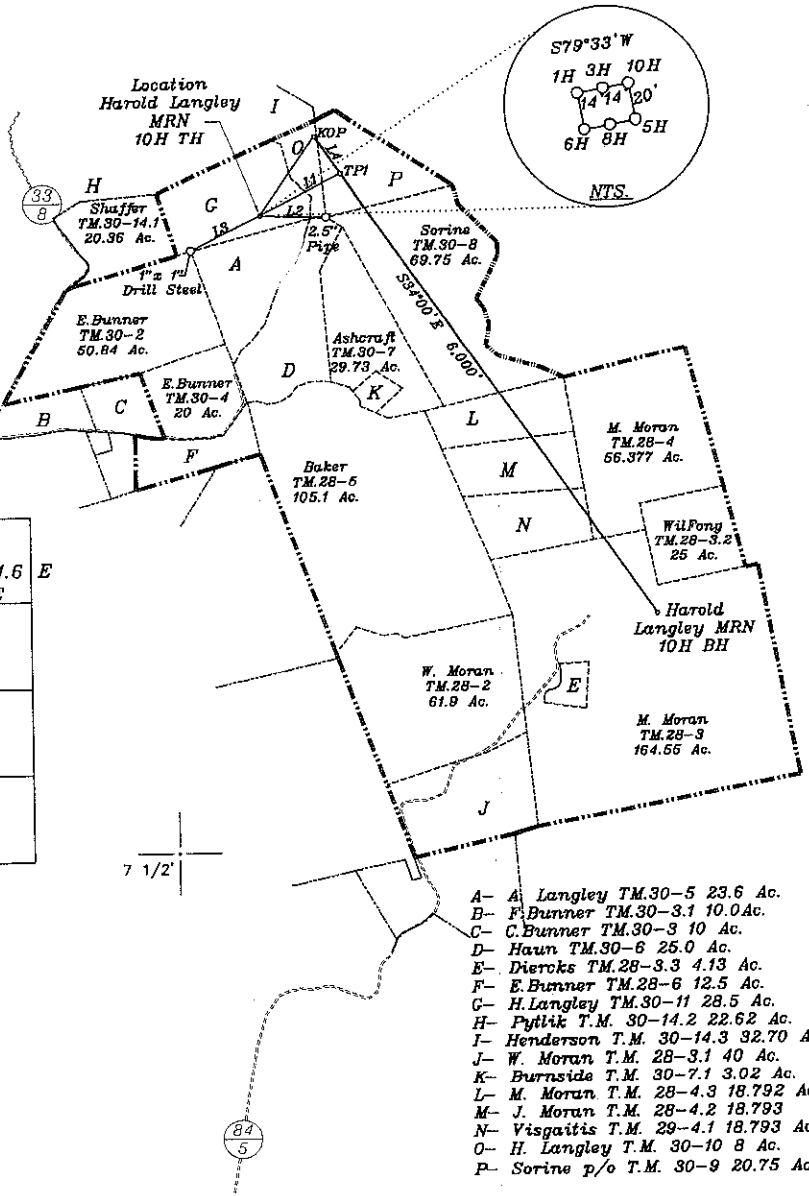 S79°33'W
1H 3H 10H
14' 14' 20'
6H 8H 5H
NTS.
Location
Harold Langley
MRN
10H TH
I
KOP
O
L4
TP1
L1
P
33
8
H
Shaffer
TM.30-14.1
20.36 Ac.
G
L3
L2
2.5"
Pipe
Sorine
TM.30-8
69.75 Ac.
A
1" x 1"
Drill Steel
S34°00'E 6.000'
E.Bunner
TM.30-2
50.84 Ac.
Ashcraft
TM.30-7
29.73 Ac.
D
K
E.Bunner
TM.30-4
20 Ac.
B
C
F
L
M
N
M. Moran
TM.28-4
56.377 Ac.
Baker
TM.28-5
105.1 Ac.
WilFong
TM.28-3.2
25 Ac.
E
Harold
Langley MRN
10H BH
W. Moran
TM.28-2
61.9 Ac.
E
M. Moran
TM.28-3
164.55 Ac.
J
7 1/2'
A- A. Langley TM.30-5 23.6 Ac.
B- F.Bunner TM.30-3.1 10.0Ac.
C- C.Bunner TM.30-3 10 Ac.
D- Haun TM.30-6 25.0 Ac.
E- Diercks TM.28-3.3 4.13 Ac.
F- E.Bunner TM.28-6 12.5 Ac.
G- H.Langley TM.30-11 28.5 Ac.
H- Pytlik T.M. 30-14.2 22.62 Ac.
I- Henderson T.M. 30-14.3 32.70 A
J- W. Moran T.M. 28-3.1 40 Ac.
K- Burnside T.M. 30-7.1 3.02 Ac.
L- M. Moran T.M. 28-4.3 18.792 Ac
M- J. Moran T.M. 28-4.2 18.793
N- Visgaitis T.M. 29-4.1 18.793 Ac
O- H. Langley T.M. 30-10 8 Ac.
P- Sorine p/o T.M. 30-9 20.75 Ac
84
5